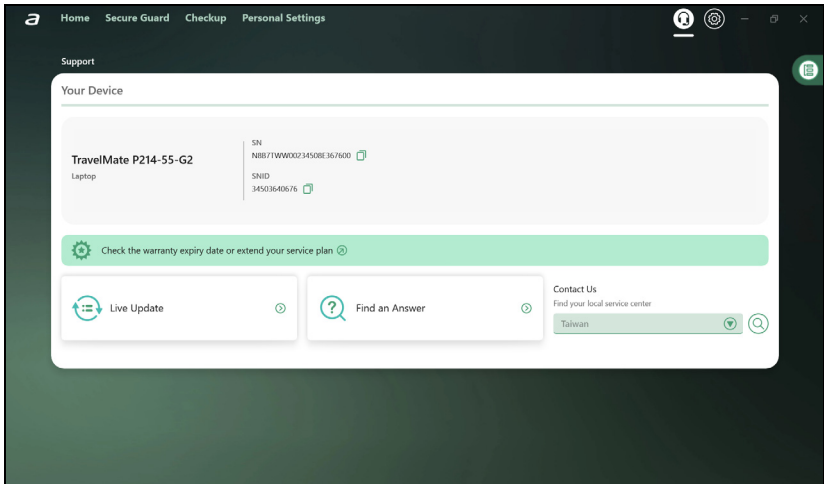 a
Home Secure Guard Checkup Personal Settings
Support
Your Device
TravelMate P214-55-G2
Laptop
SN
N8B7TWW00234508E367600
SNID
34503640676
Check the warranty expiry date or extend your service plan
Live Update
Find an Answer
Contact Us
Find your local service center
Taiwan